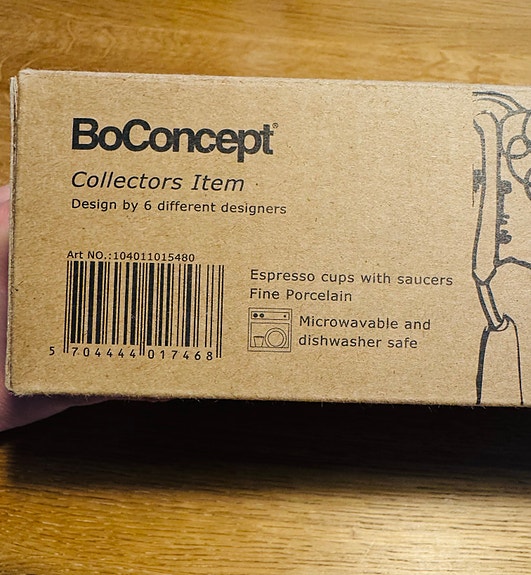 BoConcept®
Collectors Item
Design by 6 different designers
Art NO.:104011015480
5 704444 017468
Espresso cups with saucers
Fine Porcelain
Microwavable and
dishwasher safe